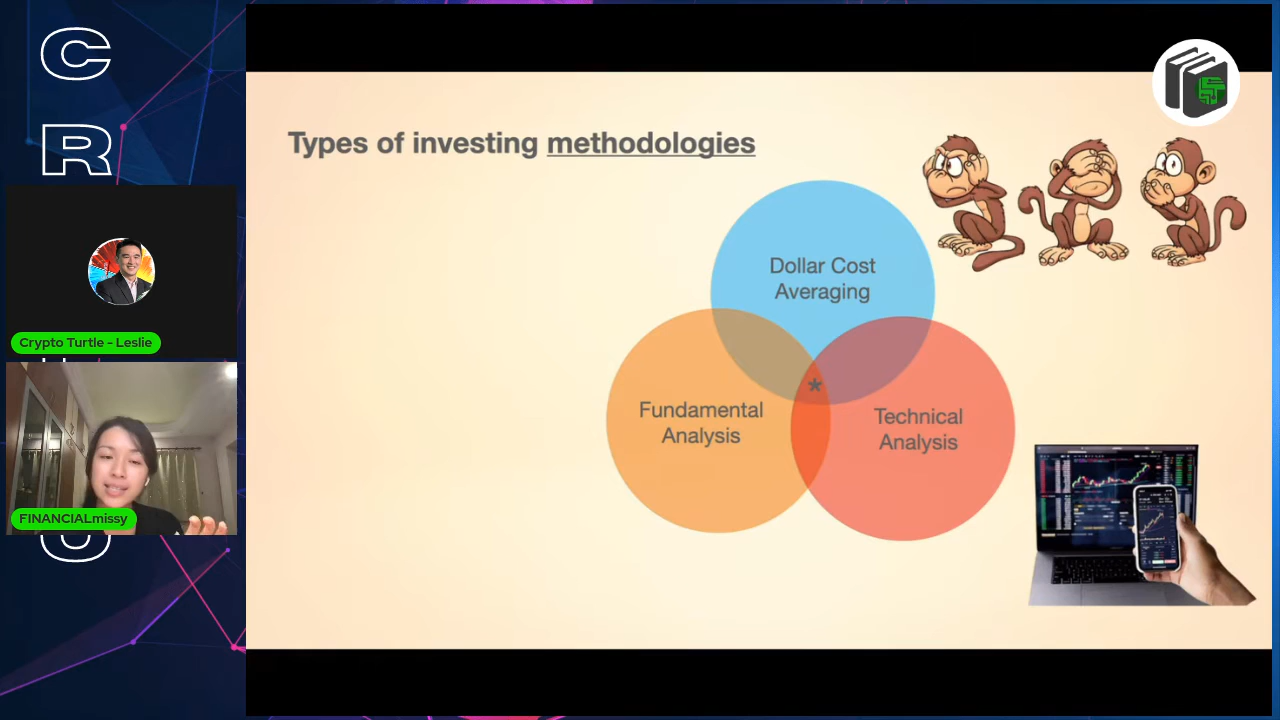 C
R
Types of investing methodologies
Dollar Cost
Averaging
*
Fundamental
Analysis
Technical
Analysis
Crypto Turtle - Leslie
FINANCIALmissy